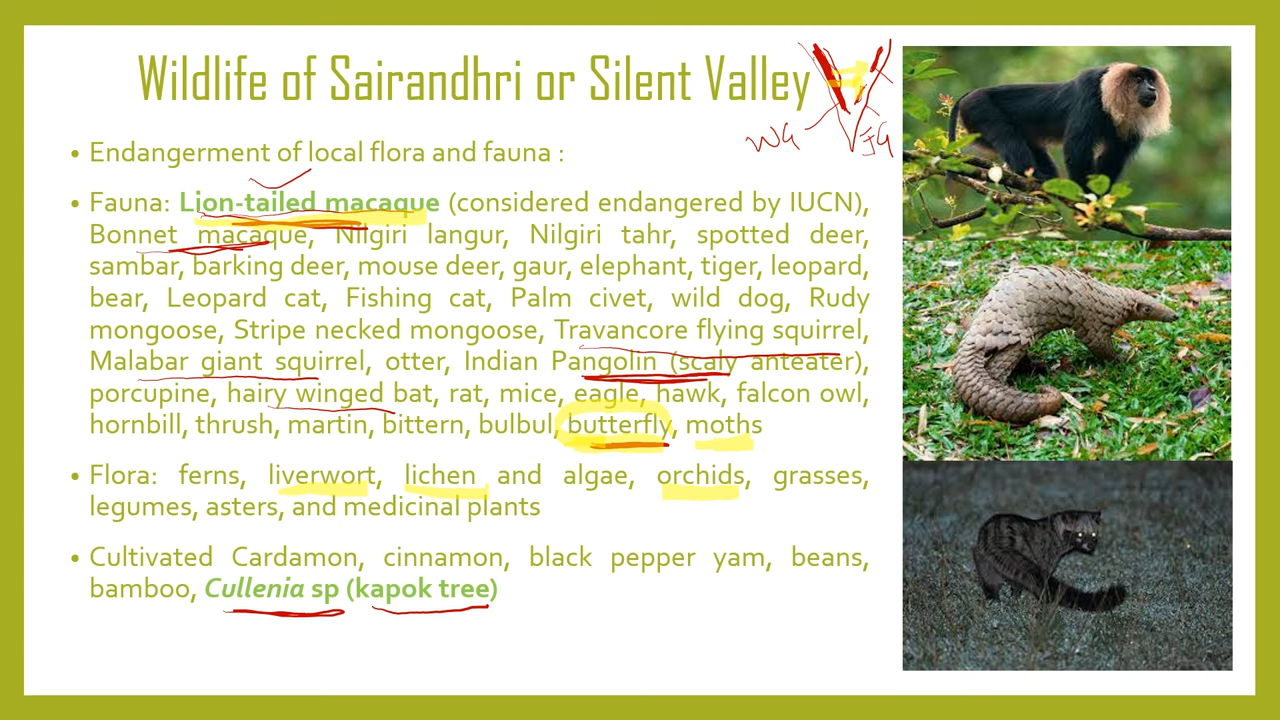 Wildlife of Sairandhri or Silent Valley
WG
EG
• Endangerment of local flora and fauna :
• Fauna: Lion-tailed macaque (considered endangered by IUCN),
Bonnet macaque, Nilgiri langur, Nilgiri tahr, spotted deer,
sambar, barking deer, mouse deer, gaur, elephant, tiger, leopard,
bear, Leopard cat, Fishing cat, Palm civet, wild dog, Rudy
mongoose, Stripe necked mongoose, Travancore flying squirrel,
Malabar giant squirrel, otter, Indian Pangolin (scaly anteater),
porcupine, hairy winged bat, rat, mice, eagle, hawk, falcon owl,
hornbill, thrush, martin, bittern, bulbul, butterfly, moths
• Flora: ferns, liverwort, lichen and algae, orchids, grasses,
legumes, asters, and medicinal plants
• Cultivated Cardamon, cinnamon, black pepper yam, beans,
bamboo, Cullenia sp (kapok tree)